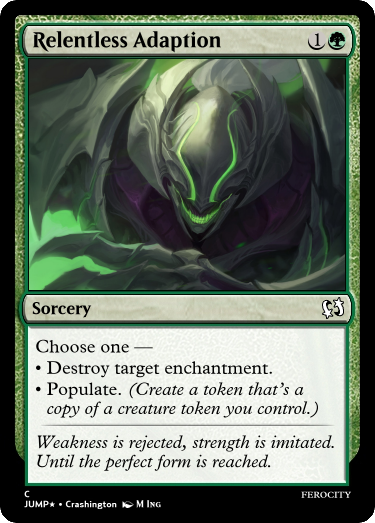 Relentless Adaption 1
Sorcery
Choose one —
• Destroy target enchantment.
• Populate. (Create a token that's a
copy of a creature token you control.)
Weakness is rejected, strength is imitated.
Until the perfect form is reached.
C
JUMP★ • Crashington M Ing
FEROCITY